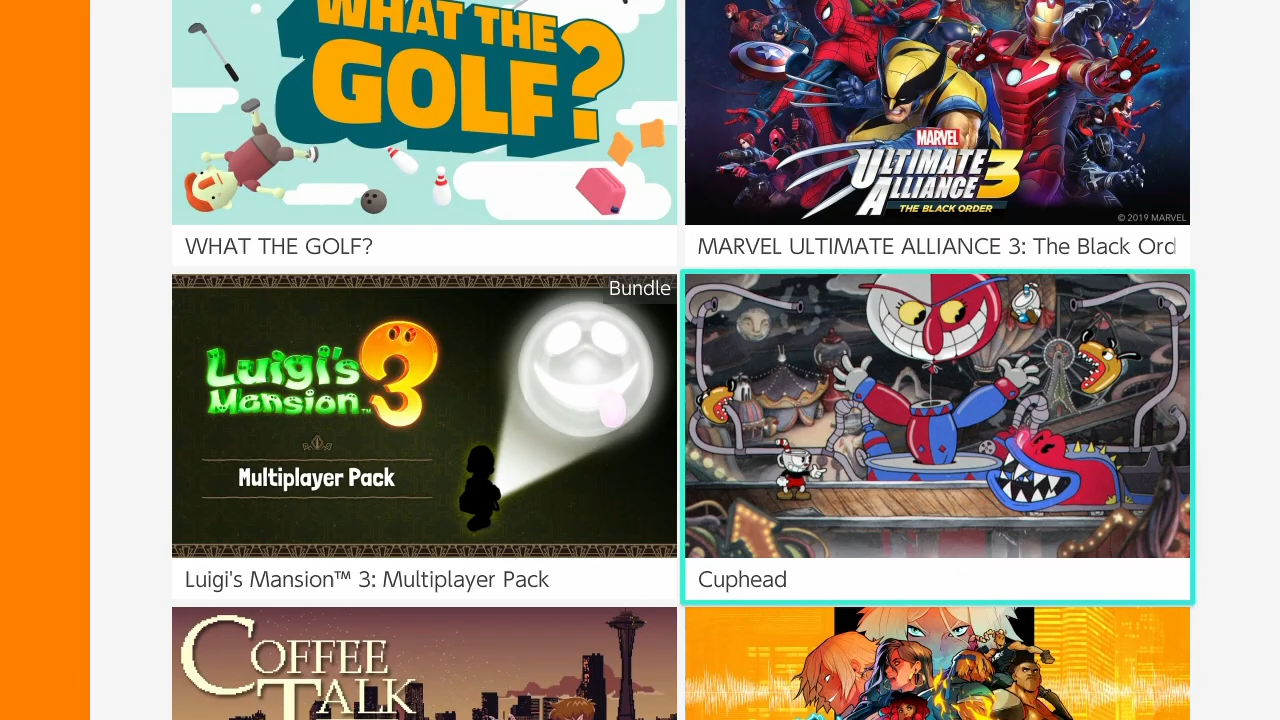 WHAT THE
GOLF?
MARVEL
ULTIMATE
ALLIANCE 3
THE BLACK ORDER
© 2019 MARVEL
WHAT THE GOLF?
MARVEL ULTIMATE ALLIANCE 3: The Black Ord
Bundle
Luigi's
Mansion™ 3
Multiplayer Pack
Luigi's Mansion™ 3: Multiplayer Pack
Cuphead
COFFEE
TALK